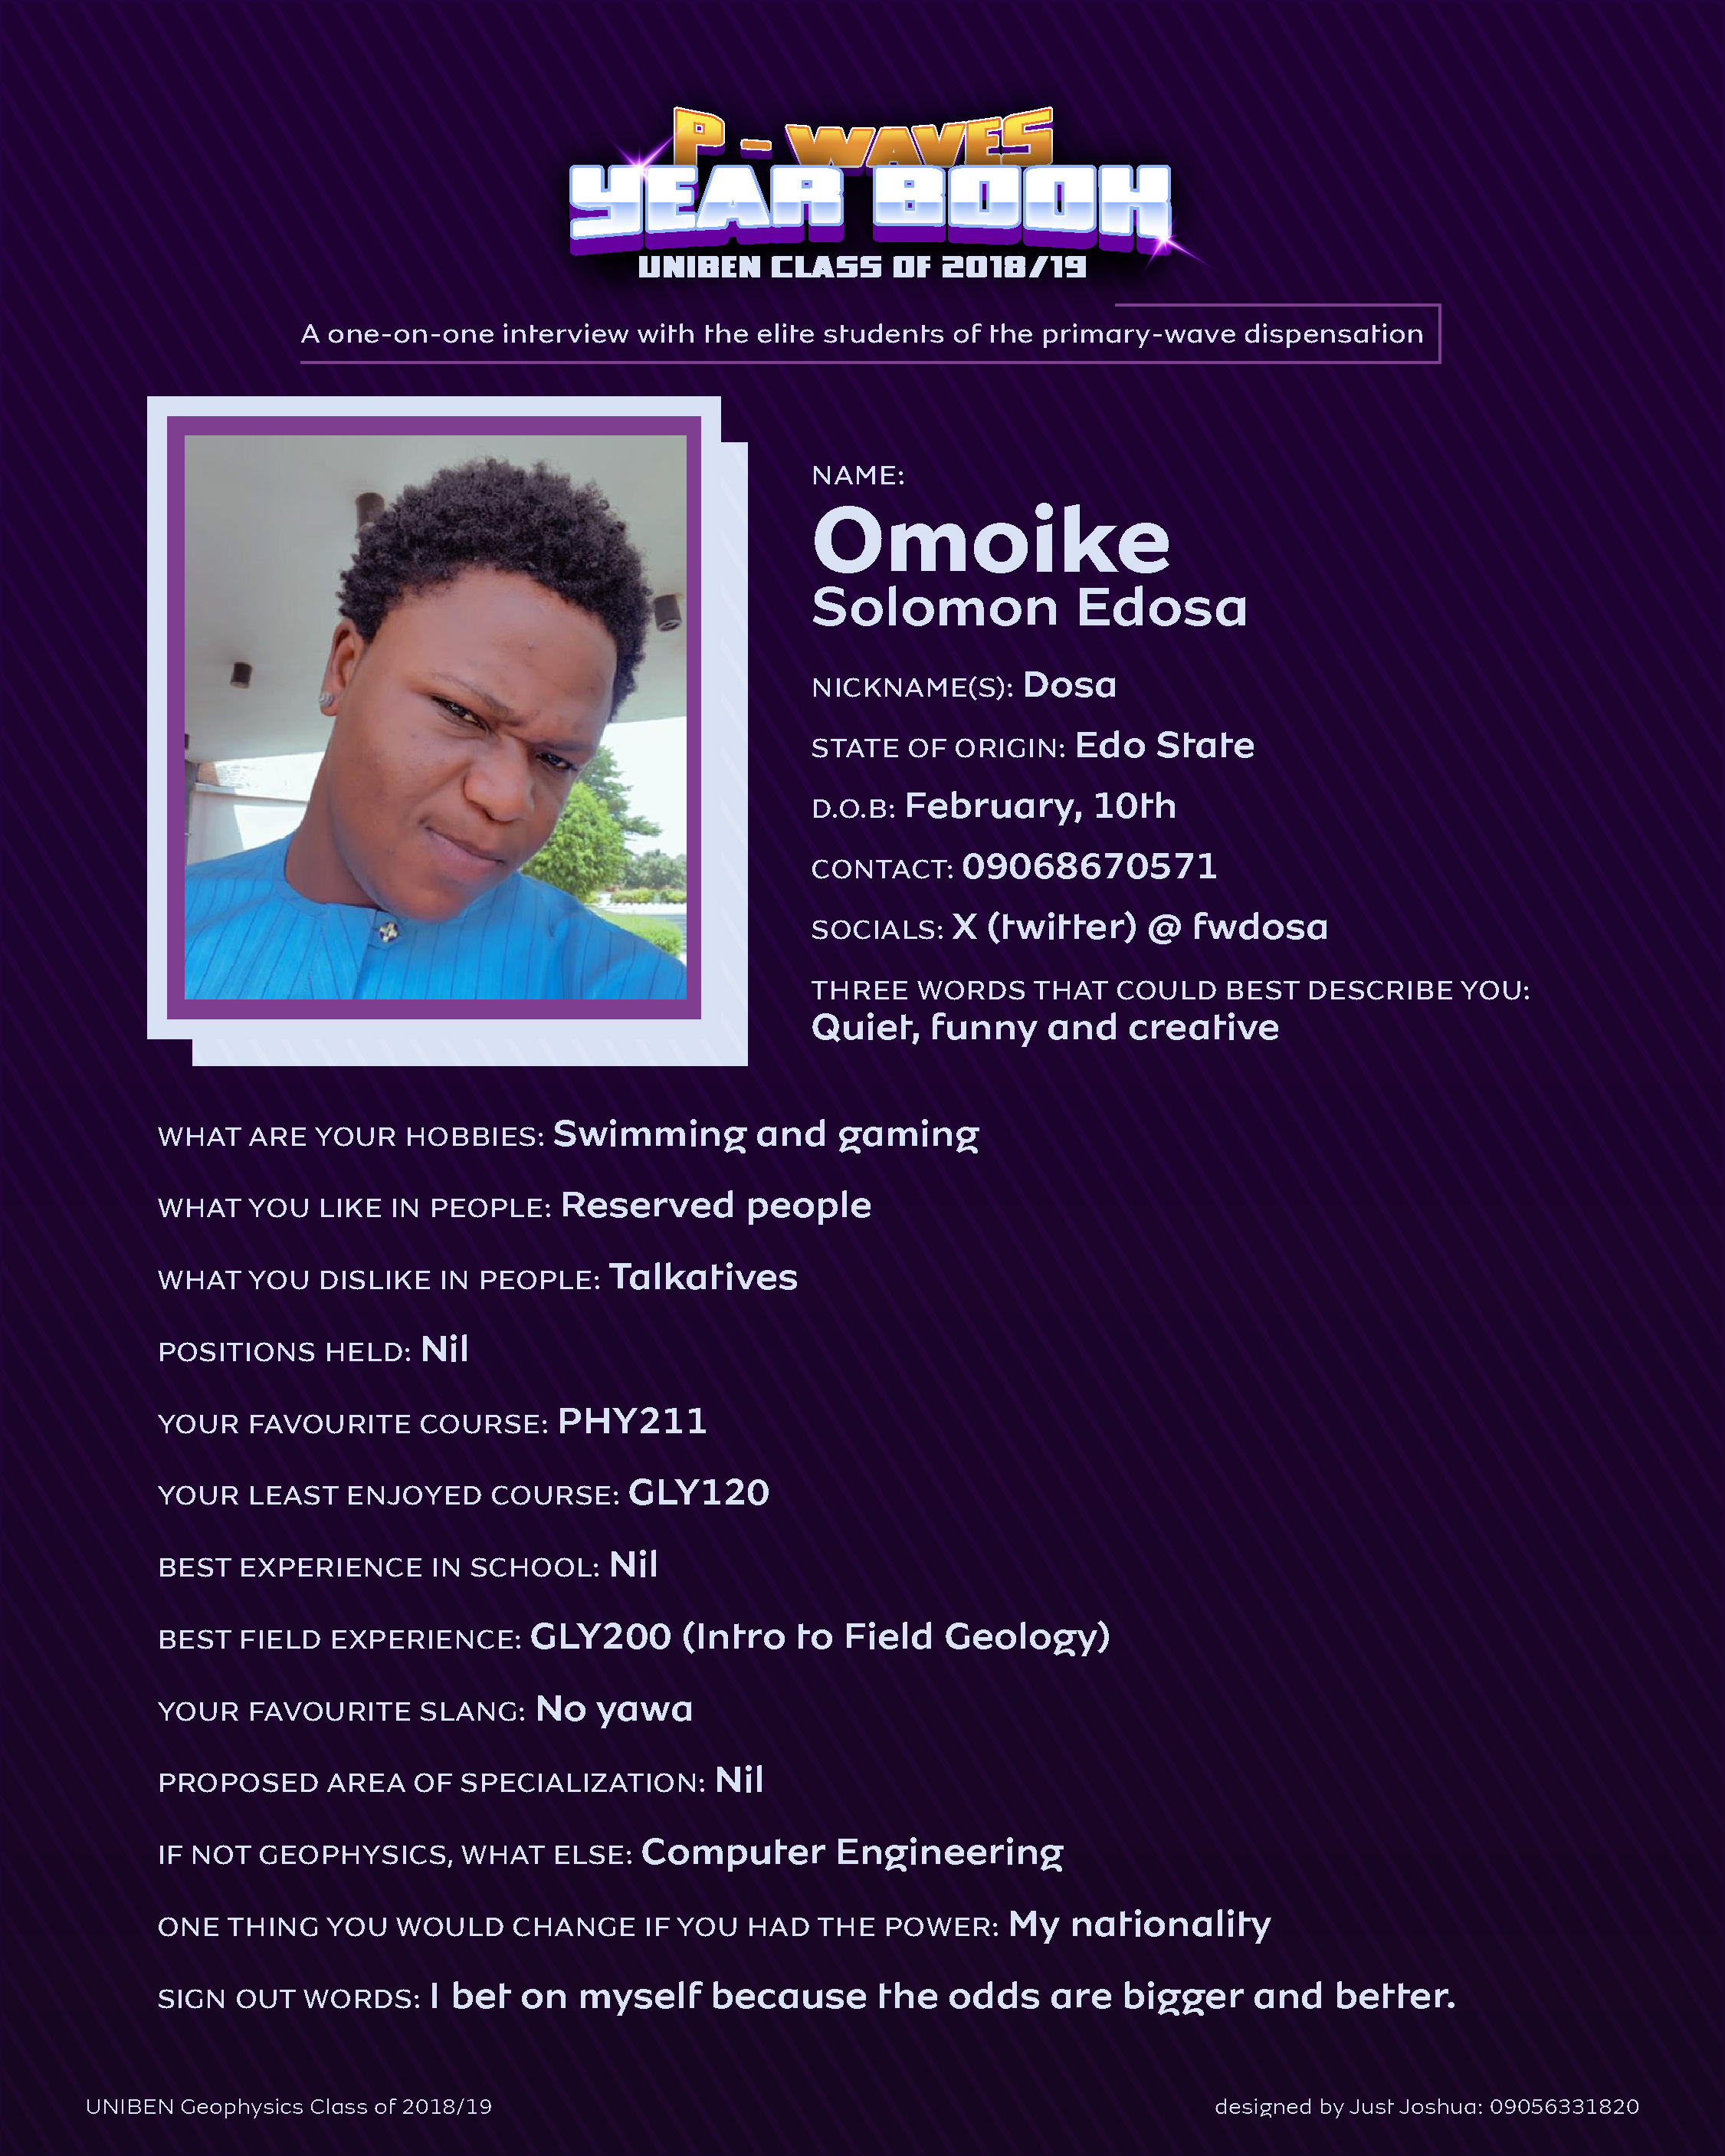 P - WAVES
YEAR BOOK
UNIBEN CLASS OF 2018/19
A one-on-one interview with the elite students of the primary-wave dispensation
NAME:
Omoike
Solomon Edosa
NICKNAME(S): Dosa
STATE OF ORIGIN: Edo State
D.O.B: February, 10th
CONTACT: 09068670571
SOCIALS: X (twitter) @ fwdosa
THREE WORDS THAT COULD BEST DESCRIBE YOU:
Quiet, funny and creative
WHAT ARE YOUR HOBBIES: Swimming and gaming
WHAT YOU LIKE IN PEOPLE: Reserved people
WHAT YOU DISLIKE IN PEOPLE: Talkatives
POSITIONS HELD: Nil
YOUR FAVOURITE COURSE: PHY211
YOUR LEAST ENJOYED COURSE: GLY120
BEST EXPERIENCE IN SCHOOL: Nil
BEST FIELD EXPERIENCE: GLY200 (Intro to Field Geology)
YOUR FAVOURITE SLANG: No yawa
PROPOSED AREA OF SPECIALIZATION: Nil
IF NOT GEOPHYSICS, WHAT ELSE: Computer Engineering
ONE THING YOU WOULD CHANGE IF YOU HAD THE POWER: My nationality
SIGN OUT WORDS: I bet on myself because the odds are bigger and better.
UNIBEN Geophysics Class of 2018/19
designed by Just Joshua: 09056331820